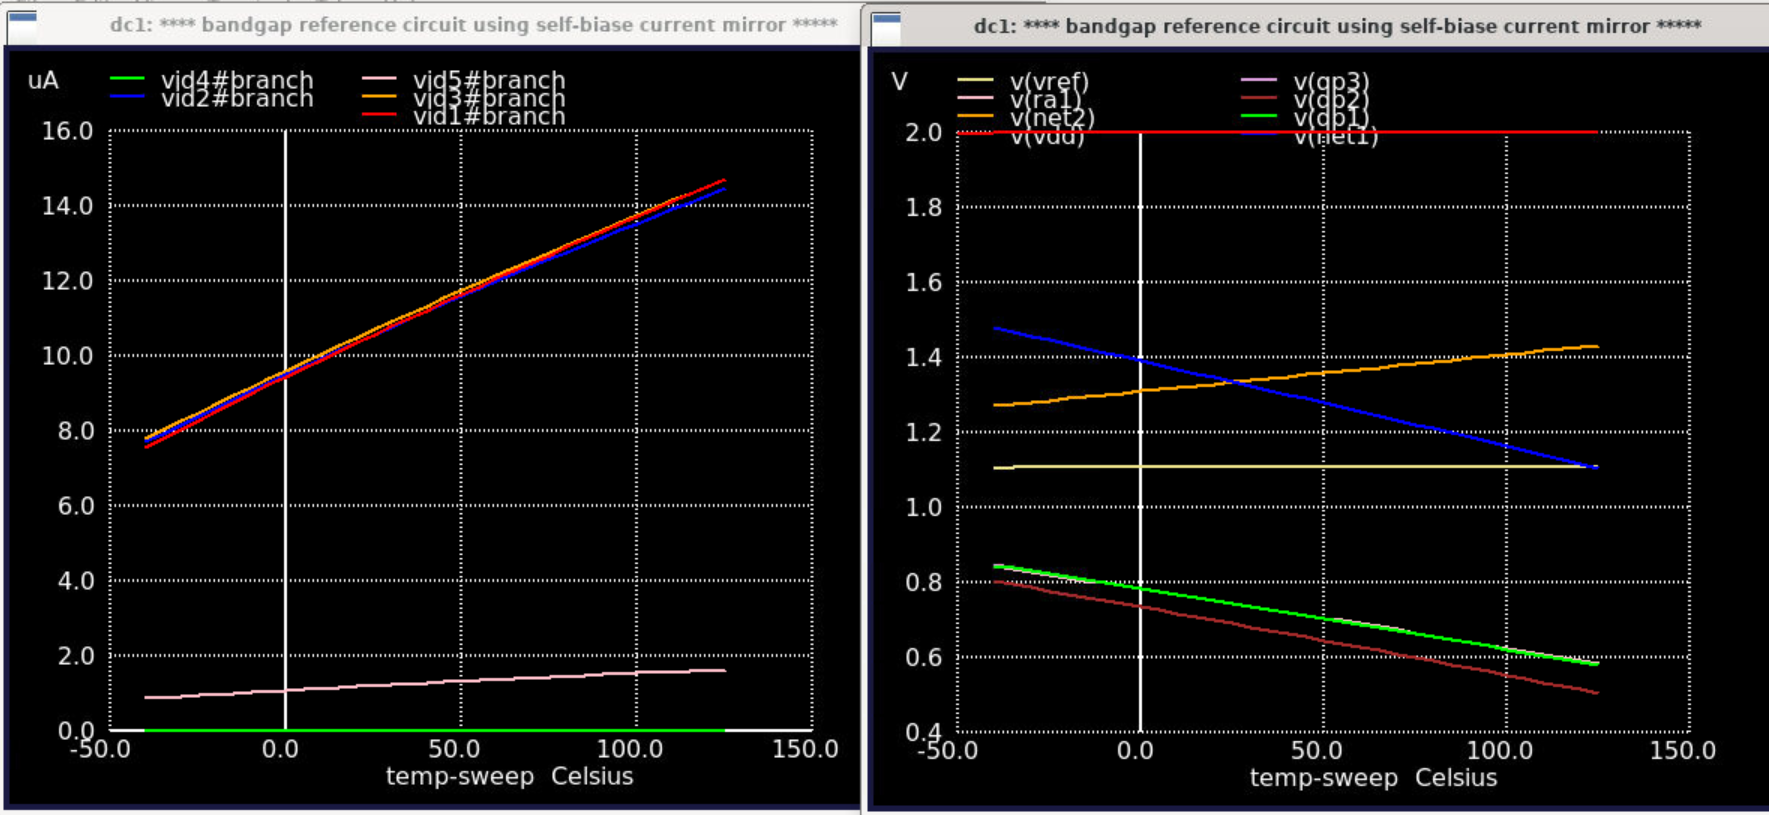 dc1: **** bandgap reference circuit using self-biase current mirror *****
uA
vid4#branch
vid2#branch
vid5#branch
vid3#branch
vid1#branch
16.0
14.0
12.0
10.0
8.0
6.0
4.0
2.0
0.0
-50.0 0.0 50.0 100.0 150.0
temp-sweep Celsius
dc1: **** bandgap reference circuit using self-biase current mirror *****
V
v(vref)
v(ra1)
v(net2)
v(vdd)
v(qp3)
v(qp2)
v(qp1)
v(net1)
2.0
1.8
1.6
1.4
1.2
1.0
0.8
0.6
0.4
-50.0 0.0 50.0 100.0 150.0
temp-sweep Celsius